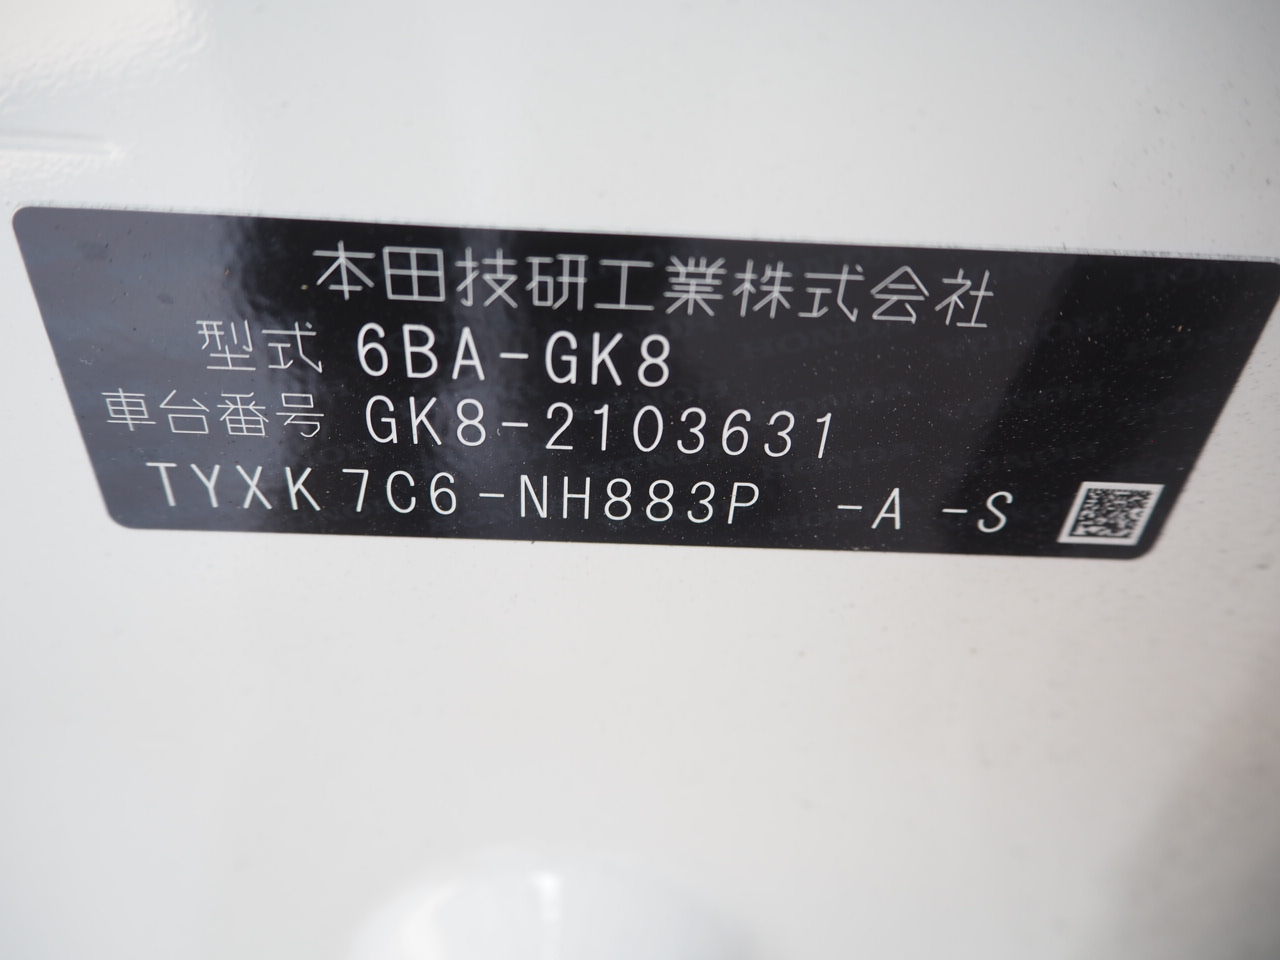 本田技研工業株式会社
型式 6BA-GK8
車台番号 GK8-2103631
TYXK7C6-NH883P -A -S